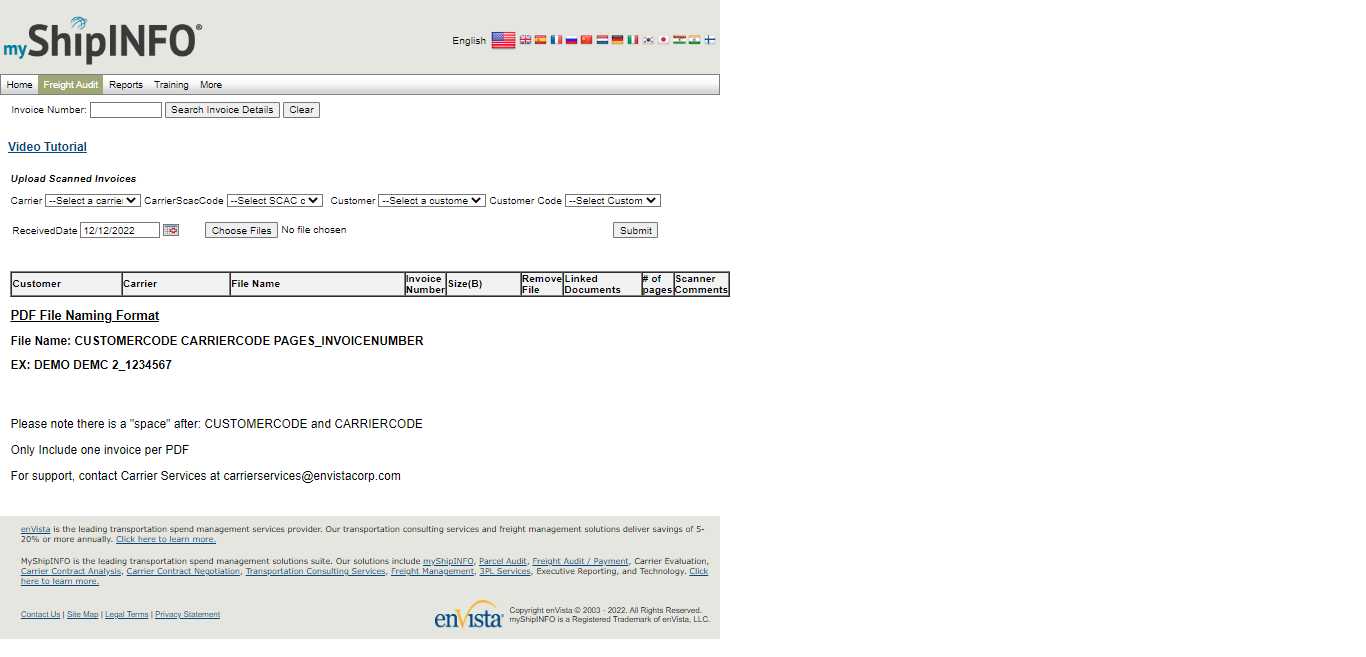 myShipINFO®
English
Home Freight Audit Reports Training More
Invoice Number: Search Invoice Details Clear
Video Tutorial
Upload Scanned Invoices
Carrier --Select a carrie CarrierScacCode --Select SCAC c Customer --Select a custome Customer Code --Select Custom
ReceivedDate 12/12/2022 Choose Files No file chosen Submit
Customer Carrier File Name Invoice Number Size(B) Remove File Linked Documents # of pages Scanner Comments
PDF File Naming Format
File Name: CUSTOMERCODE CARRIERCODE PAGES_INVOICENUMBER
EX: DEMO DEMC 2_1234567
Please note there is a "space" after: CUSTOMERCODE and CARRIERCODE
Only Include one invoice per PDF
For support, contact Carrier Services at carrierservices@envistacorp.com
enVista is the leading transportation spend management services provider. Our transportation consulting services and freight management solutions deliver savings of 5-
20% or more annually. Click here to learn more.
MyShipINFO is the leading transportation spend management solutions suite. Our solutions include myShipINFO, Parcel Audit, Freight Audit / Payment, Carrier Evaluation,
Carrier Contract Analysis, Carrier Contract Negotiation, Transportation Consulting Services, Freight Management, 3PL Services, Executive Reporting, and Technology. Click
here to learn more.
Contact Us | Site Map | Legal Terms | Privacy Statement
enVista
Copyright enVista © 2003 - 2022. All Rights Reserved.
myShipINFO is a Registered Trademark of enVista, LLC.